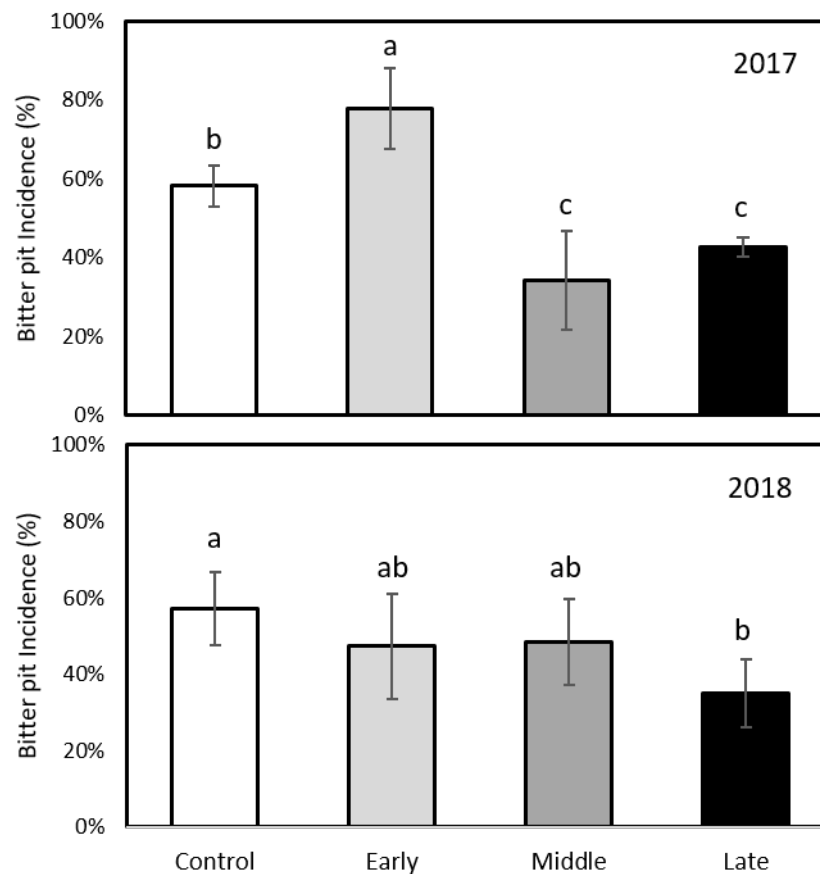 Bitter pit Incidence (%)
100%
80%
60%
40%
20%
0%
2017
b
a
c
c
Bitter pit Incidence (%)
100%
80%
60%
40%
20%
0%
2018
a
ab
ab
b
Control Early Middle Late